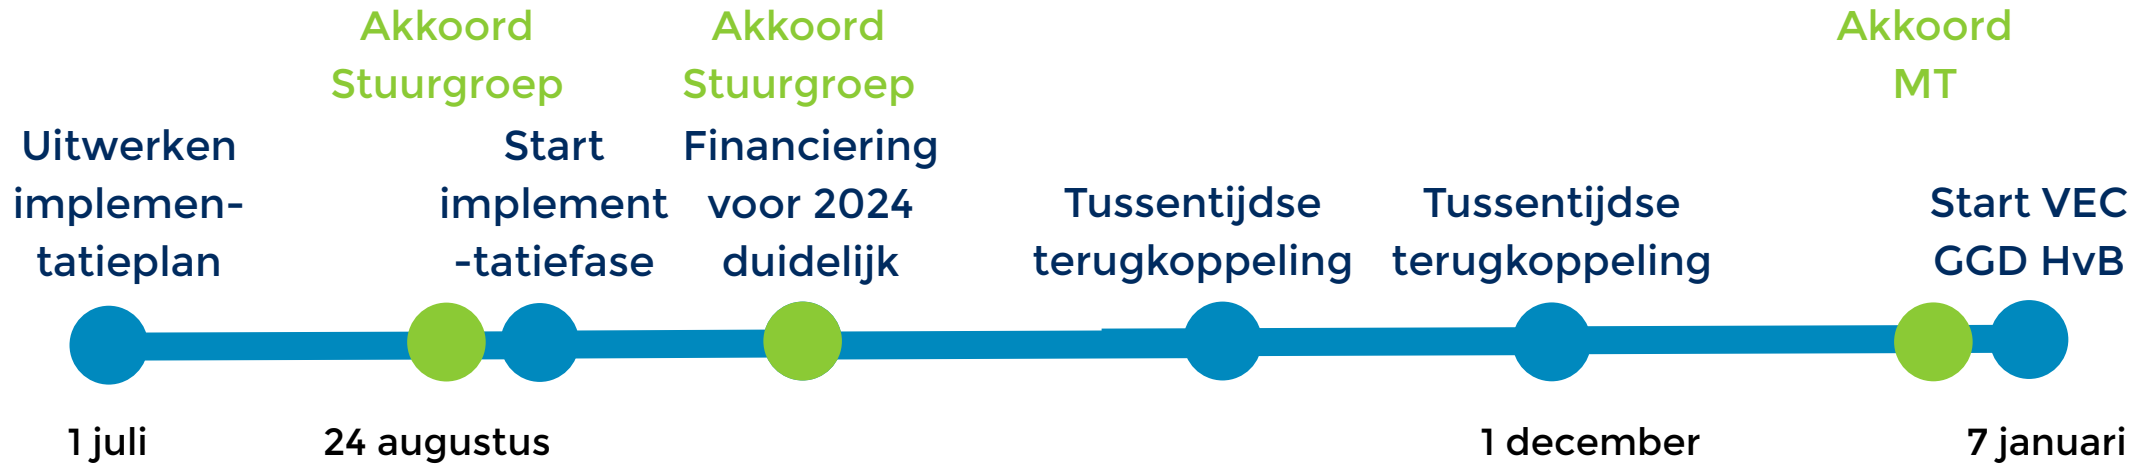 Akkoord
Stuurgroep
Akkoord
Stuurgroep
Akkoord
MT
Uitwerken
implemen-
tatieplan
Start
implement
-tatiefase
Financiering
voor 2024
duidelijk
Tussentijdse
terugkoppeling
Tussentijdse
terugkoppeling
Start VEC
GGD HvB
1 juli
24 augustus
1 december
7 januari